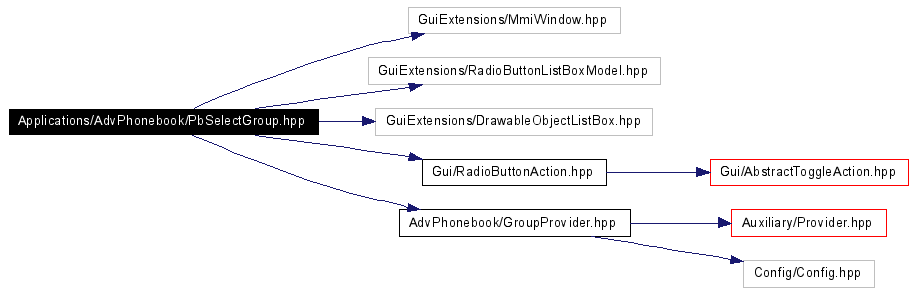 GuiExtensions/MmiWindow.hpp
GuiExtensions/RadioButtonListBoxModel.hpp
Applications/AdvPhonebook/PbSelectGroup.hpp
GuiExtensions/DrawableObjectListBox.hpp
Gui/RadioButtonAction.hpp
Gui/AbstractToggleAction.hpp
AdvPhonebook/GroupProvider.hpp
Auxiliary/Provider.hpp
Config/Config.hpp